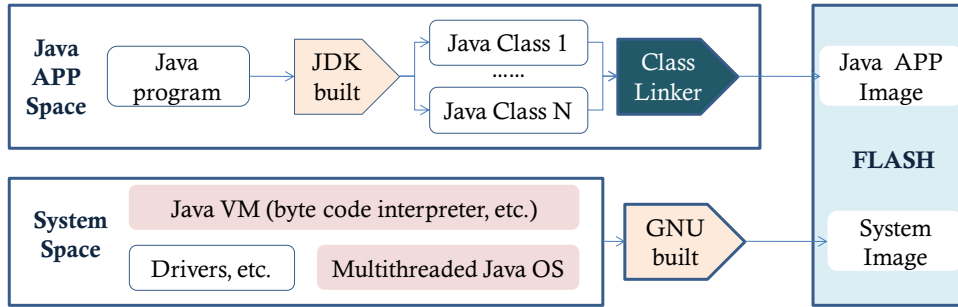 Java
APP
Space
Java
program
JDK
built
Java Class 1
......
Java Class N
Class
Linker
Java APP
Image
FLASH
System
Space
Java VM (byte code interpreter, etc.)
Drivers, etc.
Multithreaded Java OS
GNU
built
System
Image